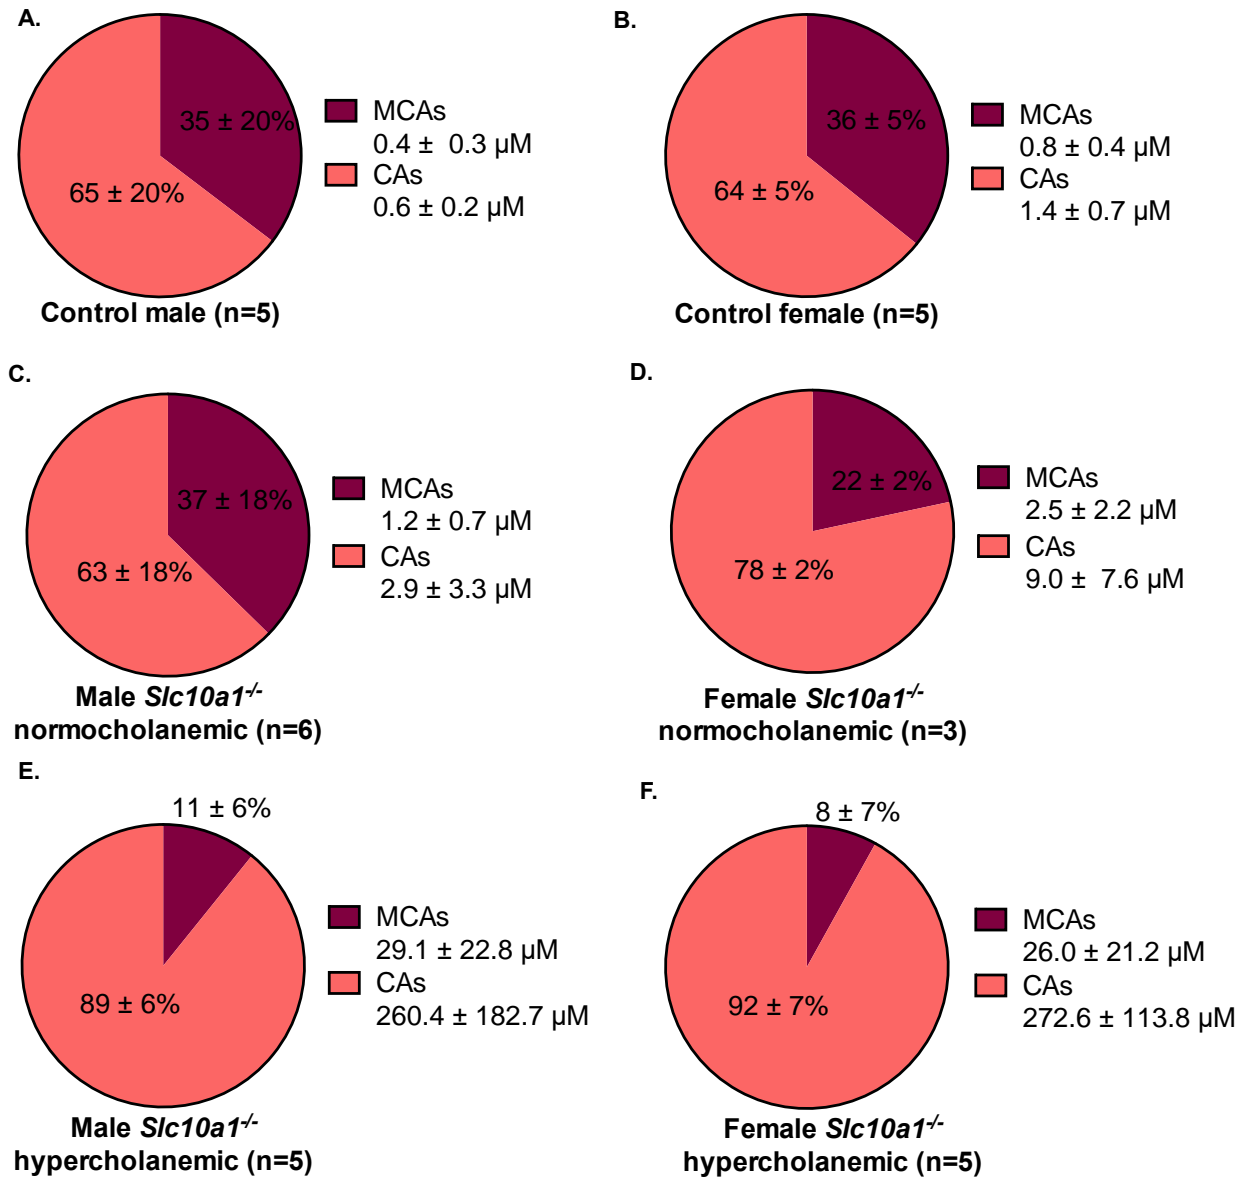 A.
35 ± 20%
65 ± 20%
MCAs
0.4 ±  0.3 µM
CAs
0.6 ± 0.2 µM
Control male (n=5)
B.
36 ± 5%
64 ± 5%
MCAs
0.8 ± 0.4 µM
CAs
1.4 ± 0.7 µM
Control female (n=5)
C.
37 ± 18%
63 ± 18%
MCAs
1.2 ± 0.7 µM
CAs
2.9 ± 3.3 µM
Male Slc10a1-/-
normocholanemic (n=6)
D.
22 ± 2%
78 ± 2%
MCAs
2.5 ± 2.2 µM
CAs
9.0 ±  7.6 µM
Female Slc10a1-/-
normocholanemic (n=3)
E.
11 ± 6%
89 ± 6%
MCAs
29.1 ± 22.8 µM
CAs
260.4 ± 182.7 µM
Male Slc10a1-/-
hypercholanemic (n=5)
F.
8 ± 7%
92 ± 7%
MCAs
26.0 ± 21.2 µM
CAs
272.6 ± 113.8 µM
Female Slc10a1-/-
hypercholanemic (n=5)